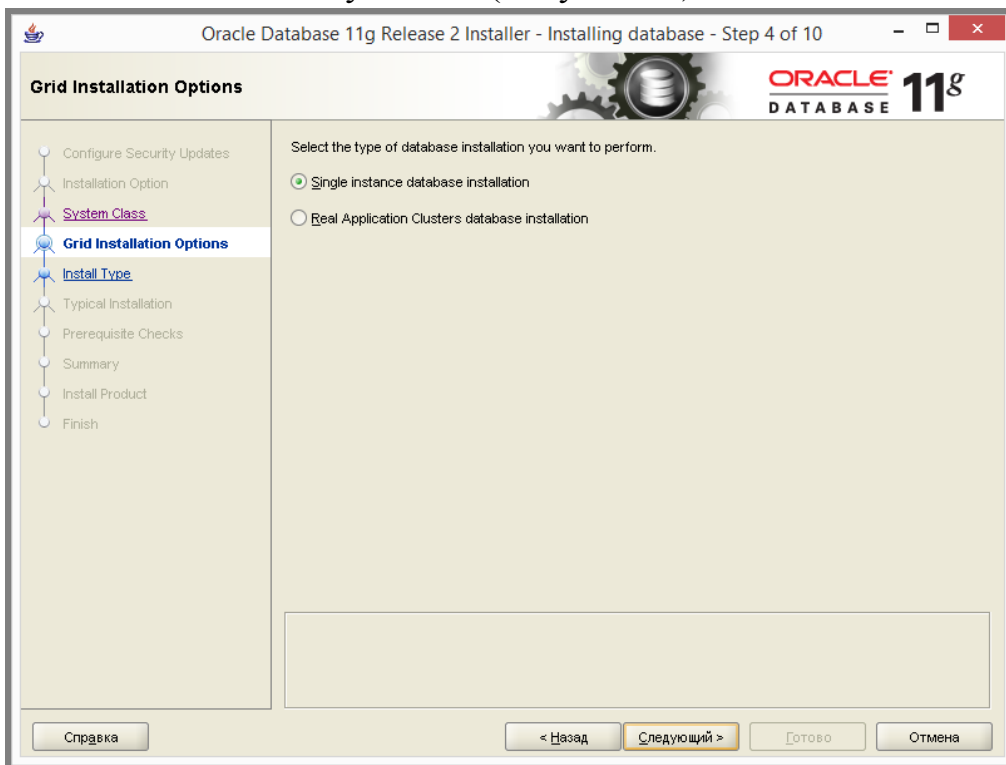 Oracle Database 11g Release 2 Installer - Installing database - Step 4 of 10
Grid Installation Options
ORACLE 11g
DATABASE
Configure Security Updates
Installation Option
System Class
Grid Installation Options
Install Type
Typical Installation
Prerequisite Checks
Summary
Install Product
Finish
Select the type of database installation you want to perform.
Single instance database installation
Real Application Clusters database installation
Справка
< Назад
Следующий >
Готово
Отмена